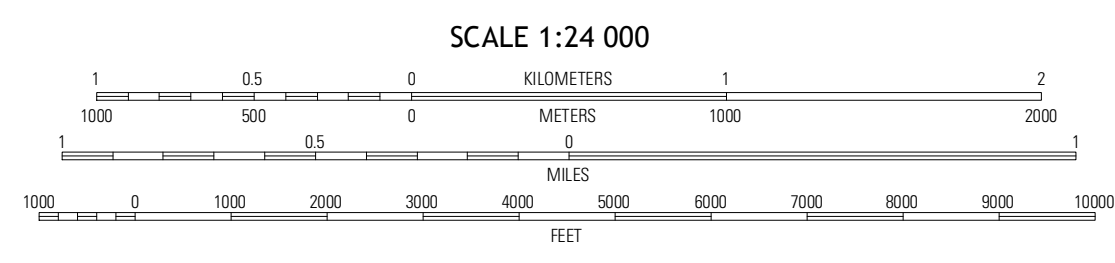 SCALE 1:24 000
1 0.5 0 KILOMETERS 1 2
1000 500 0 METERS 1000 2000
1 0.5 0 1
MILES
1000 0 1000 2000 3000 4000 5000 6000 7000 8000 9000 10000
FEET